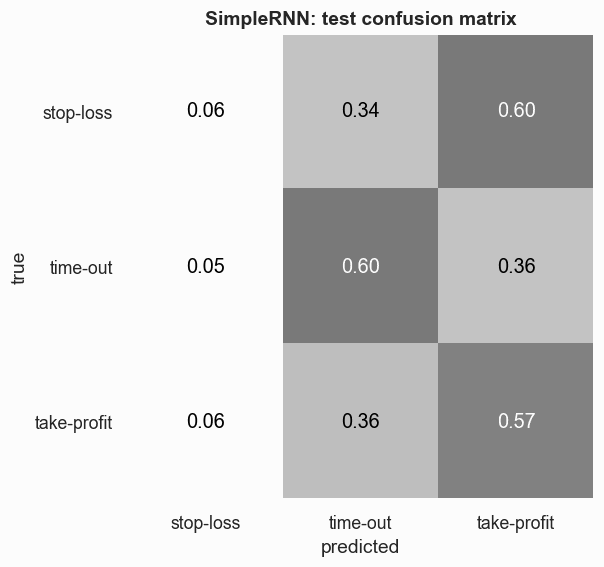 SimpleRNN: test confusion matrix
true
stop-loss 0.06 0.34 0.60
time-out 0.05 0.60 0.36
take-profit 0.06 0.36 0.57
stop-loss time-out take-profit
predicted